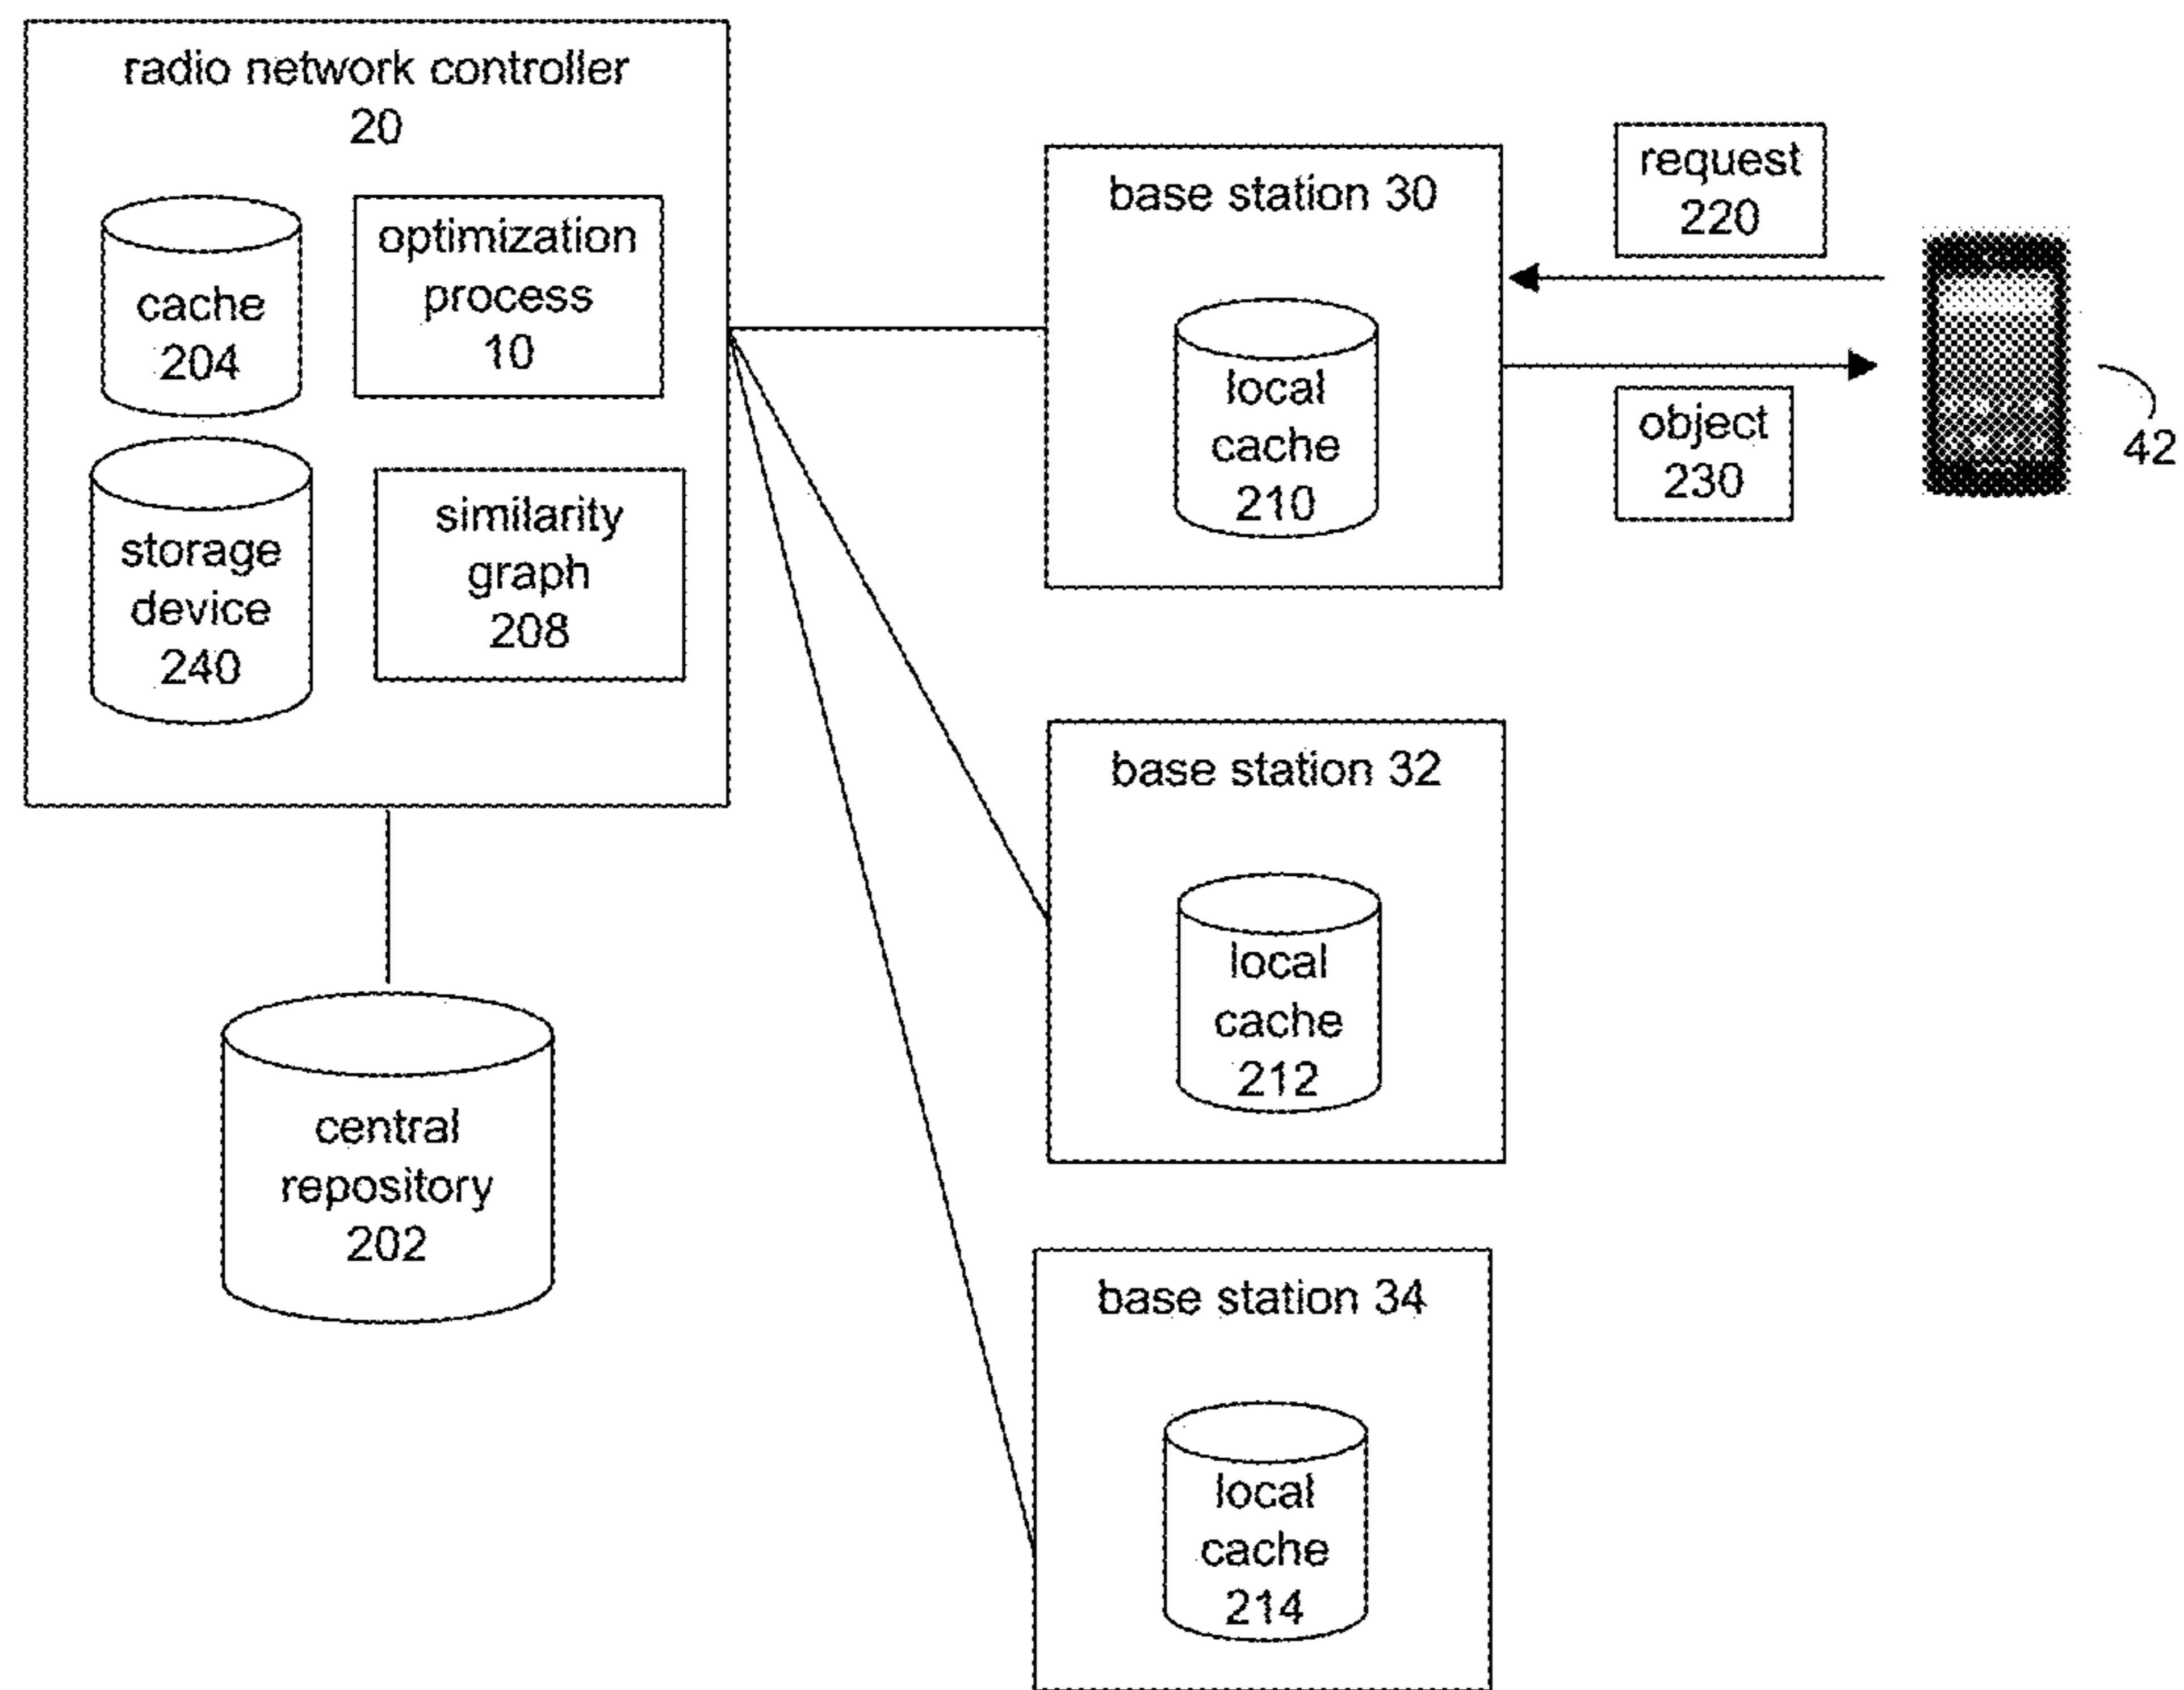 radio network controller
20
cache
204
optimization
process
10
storage
device
240
similarity
graph
208
central
repository
202
base station 30
local
cache
210
request
220
object
230
42
base station 32
local
cache
212
base station 34
local
cache
214